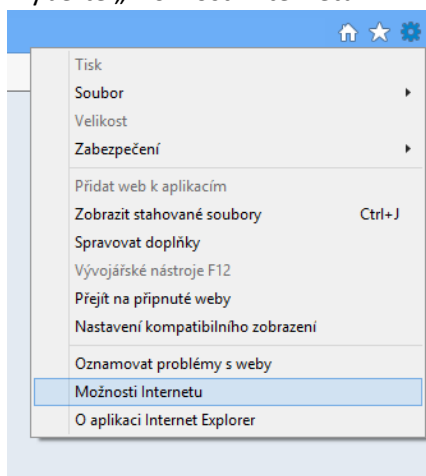 Tisk
Soubor
Velikost
Zabezpečení
Přidat web k aplikacím
Zobrazit stahované soubory Ctrl+J
Spravovat doplňky
Vývojářské nástroje F12
Přejít na připnuté weby
Nastavení kompatibilního zobrazení
Oznamovat problémy s weby
Možnosti Internetu
O aplikaci Internet Explorer